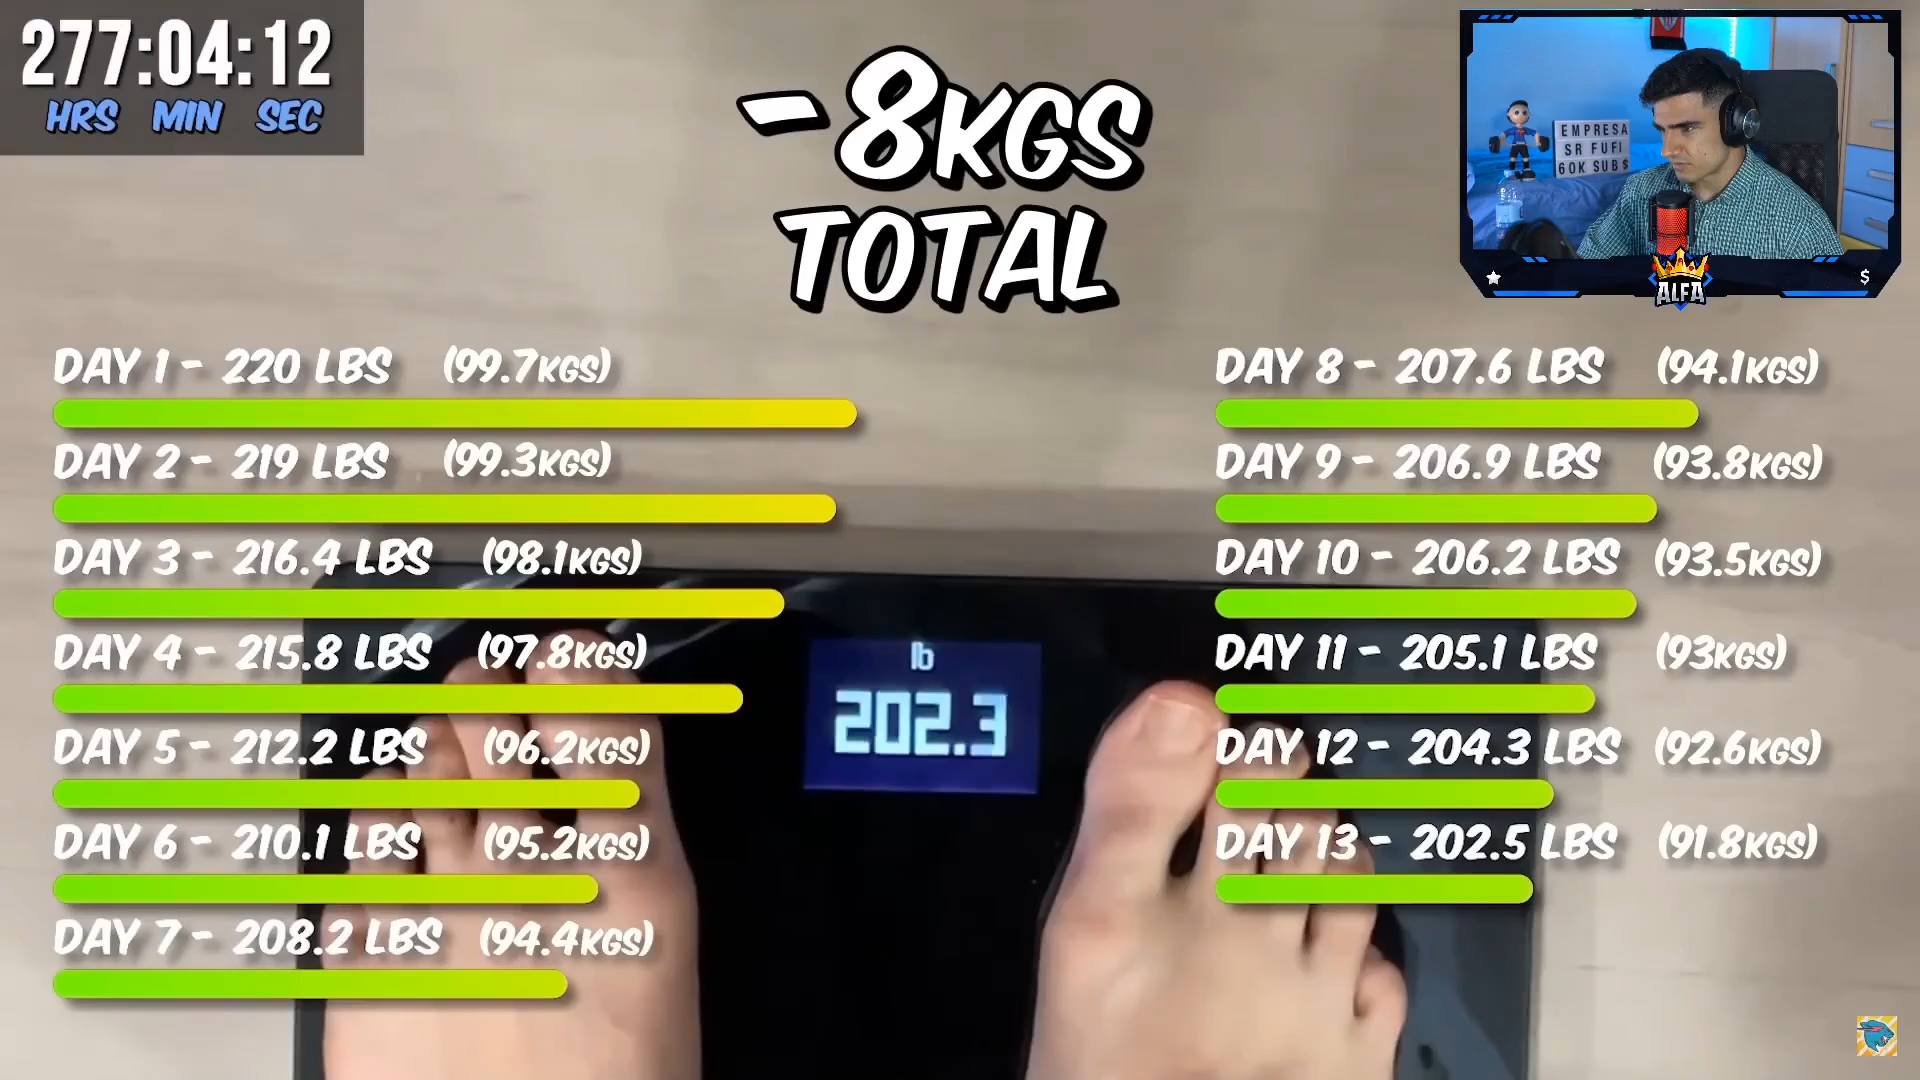 277:04:12
HRS MIN SEC
-8KGS
TOTAL
EMPRESA
SR FUFI
60K SUB$
ALFA
$
DAY 1 - 220 LBS (99.7KGS)
DAY 2 - 219 LBS (99.3KGS)
DAY 3 - 216.4 LBS (98.1KGS)
DAY 4 - 215.8 LBS (97.8KGS)
DAY 5 - 212.2 LBS (96.2KGS)
DAY 6 - 210.1 LBS (95.2KGS)
DAY 7 - 208.2 LBS (94.4KGS)
lb
202.3
DAY 8 - 207.6 LBS (94.1KGS)
DAY 9 - 206.9 LBS (93.8KGS)
DAY 10 - 206.2 LBS (93.5KGS)
DAY 11 - 205.1 LBS (93KGS)
DAY 12 - 204.3 LBS (92.6KGS)
DAY 13 - 202.5 LBS (91.8KGS)